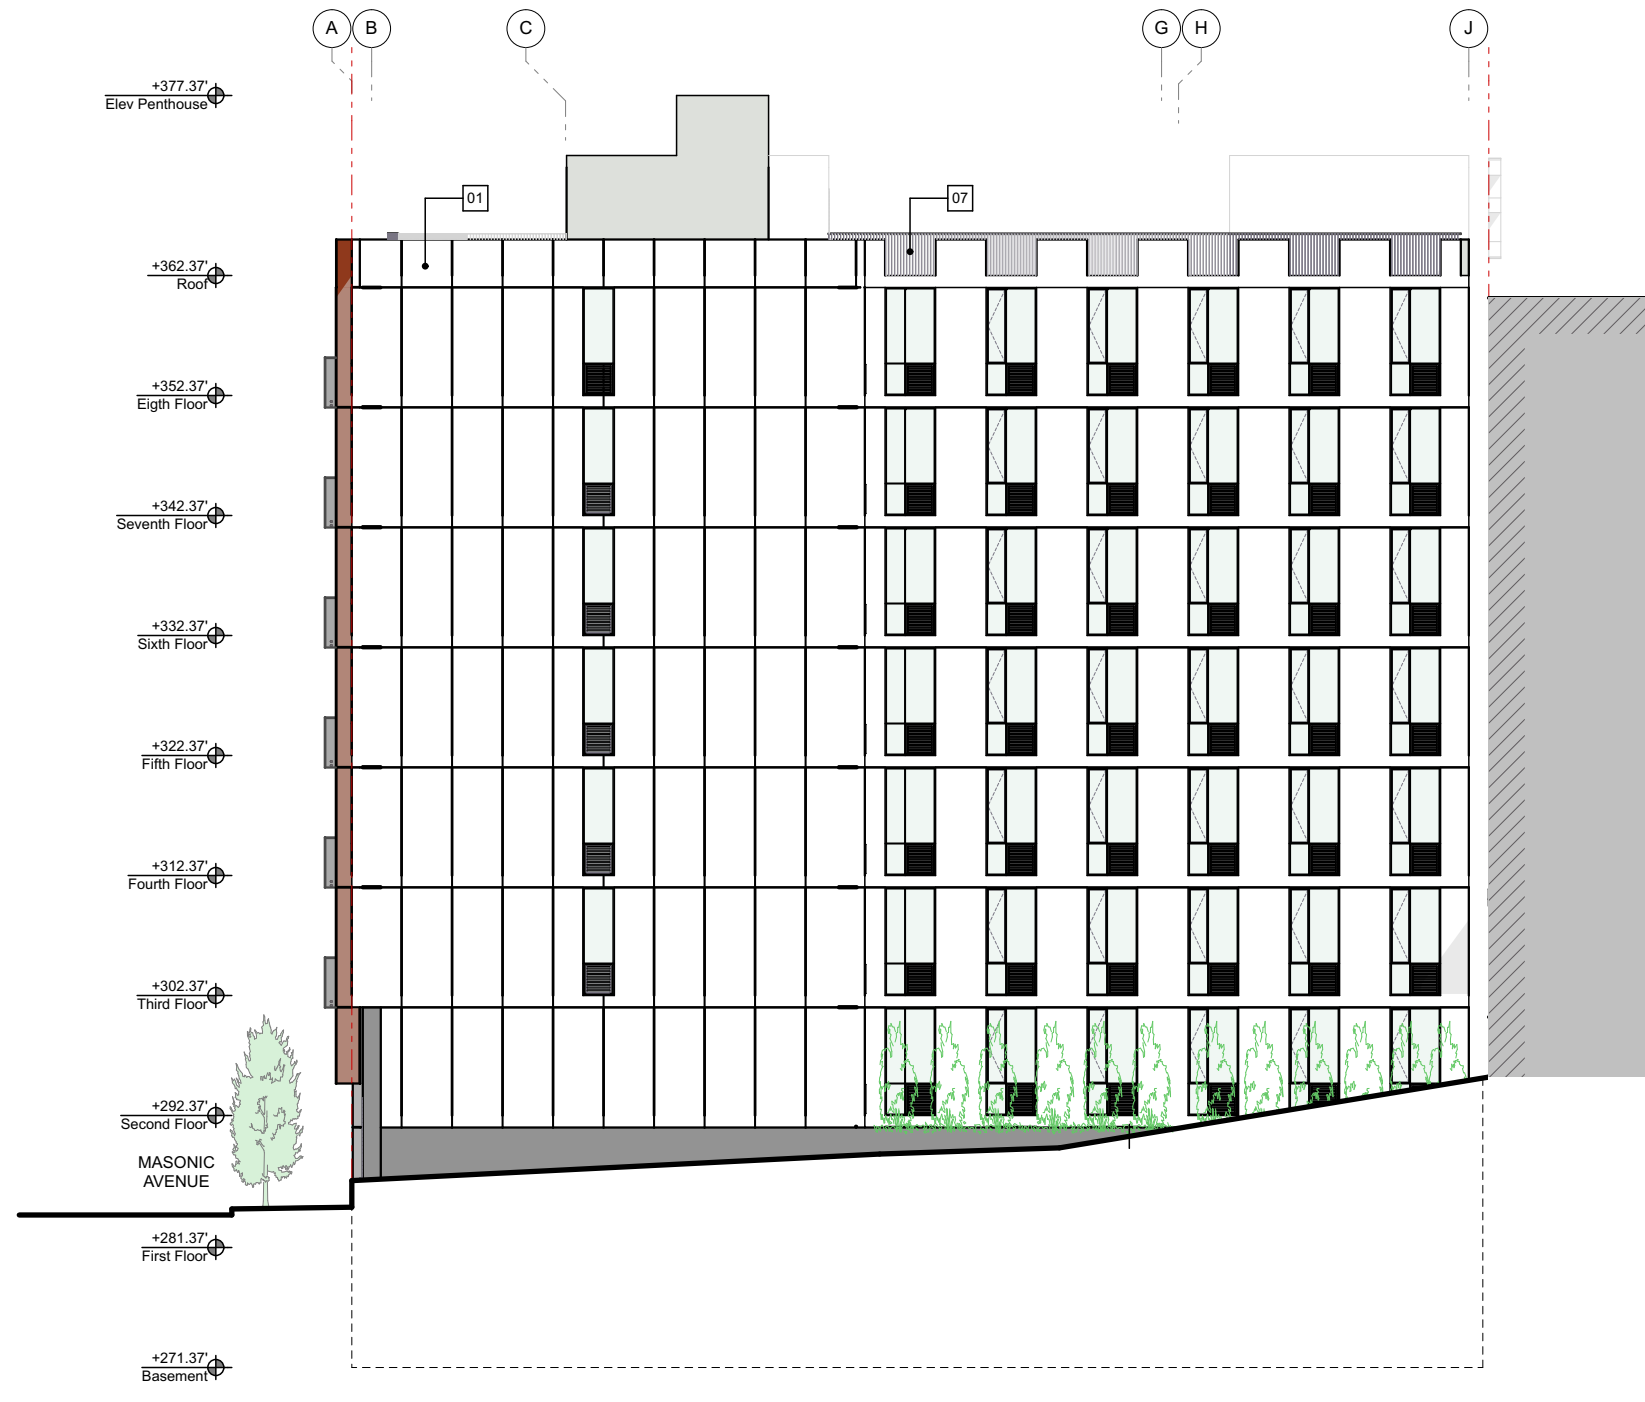 A B C G H J
+377.37'
Elev Penthouse
01 07
+362.37'
Roof
+352.37'
Eigth Floor
+342.37'
Seventh Floor
+332.37'
Sixth Floor
+322.37'
Fifth Floor
+312.37'
Fourth Floor
+302.37'
Third Floor
+292.37'
Second Floor
MASONIC
AVENUE
+281.37'
First Floor
+271.37'
Basement